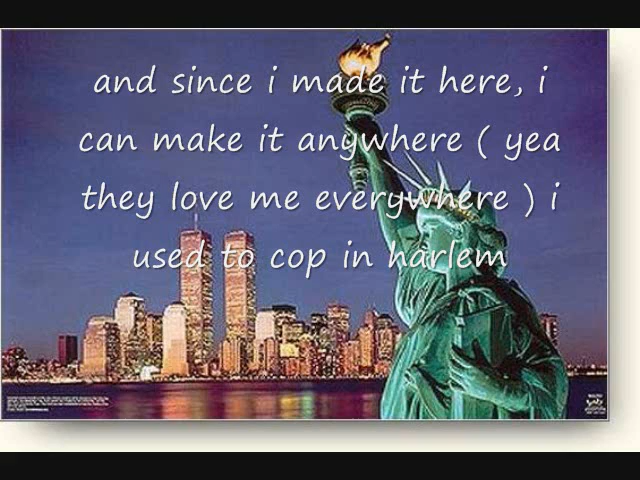 and since i made it here, i
can make it anywhere ( yea
they love me everywhere ) i
used to cop in harlem